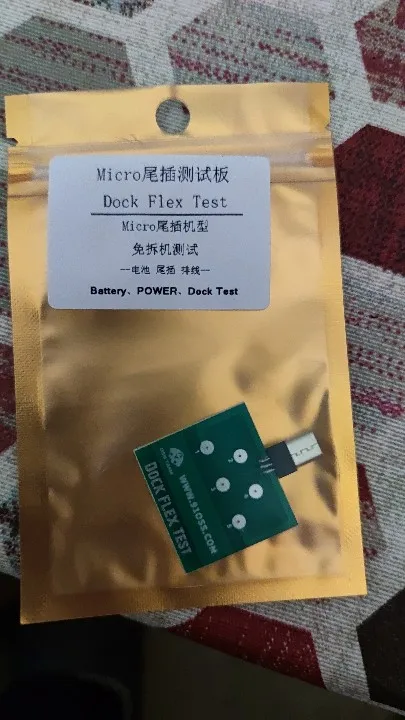 Micro尾插测试板
Dock Flex Test
Micro尾插机型
免拆机测试
--电池 尾插 排线--
Battery、POWER、Dock Test
WWW.91OSS.COM
DOCK FLEX TEST